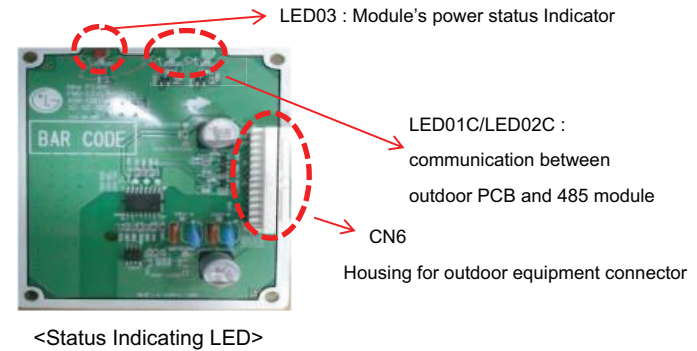 LED03 : Module's power status Indicator
BAR CODE
LG
LED01C/LED02C :
communication between
outdoor PCB and 485 module
CN6
Housing for outdoor equipment connector
<Status Indicating LED>